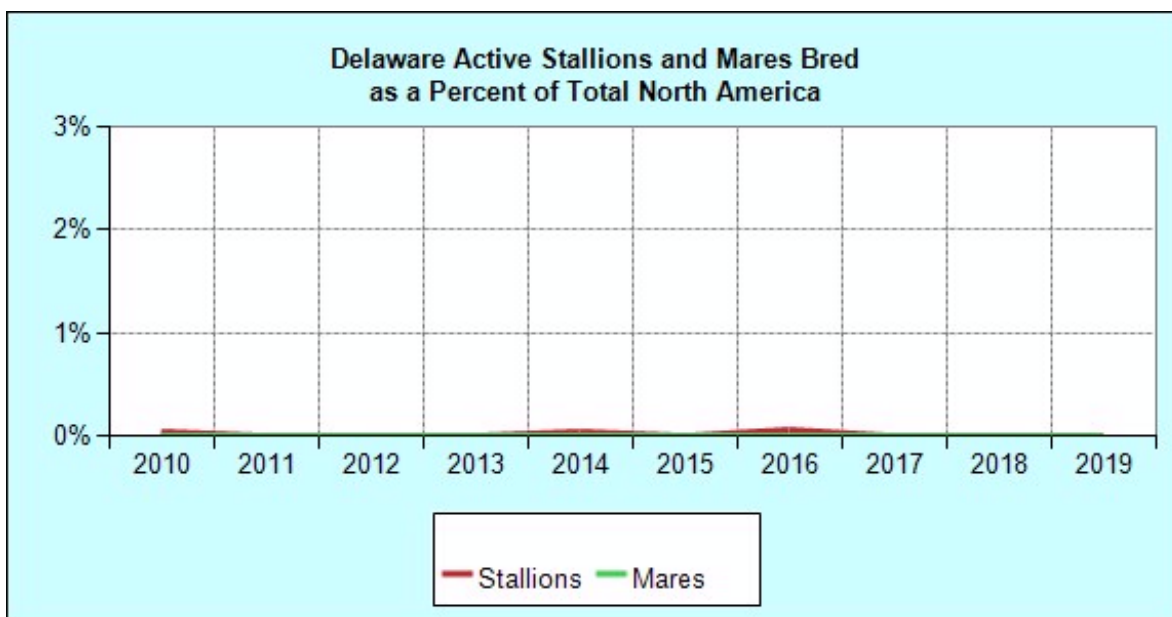 Delaware Active Stallions and Mares Bred
as a Percent of Total North America
3%
2%
1%
0%
2010 2011 2012 2013 2014 2015 2016 2017 2018 2019
Stallions Mares